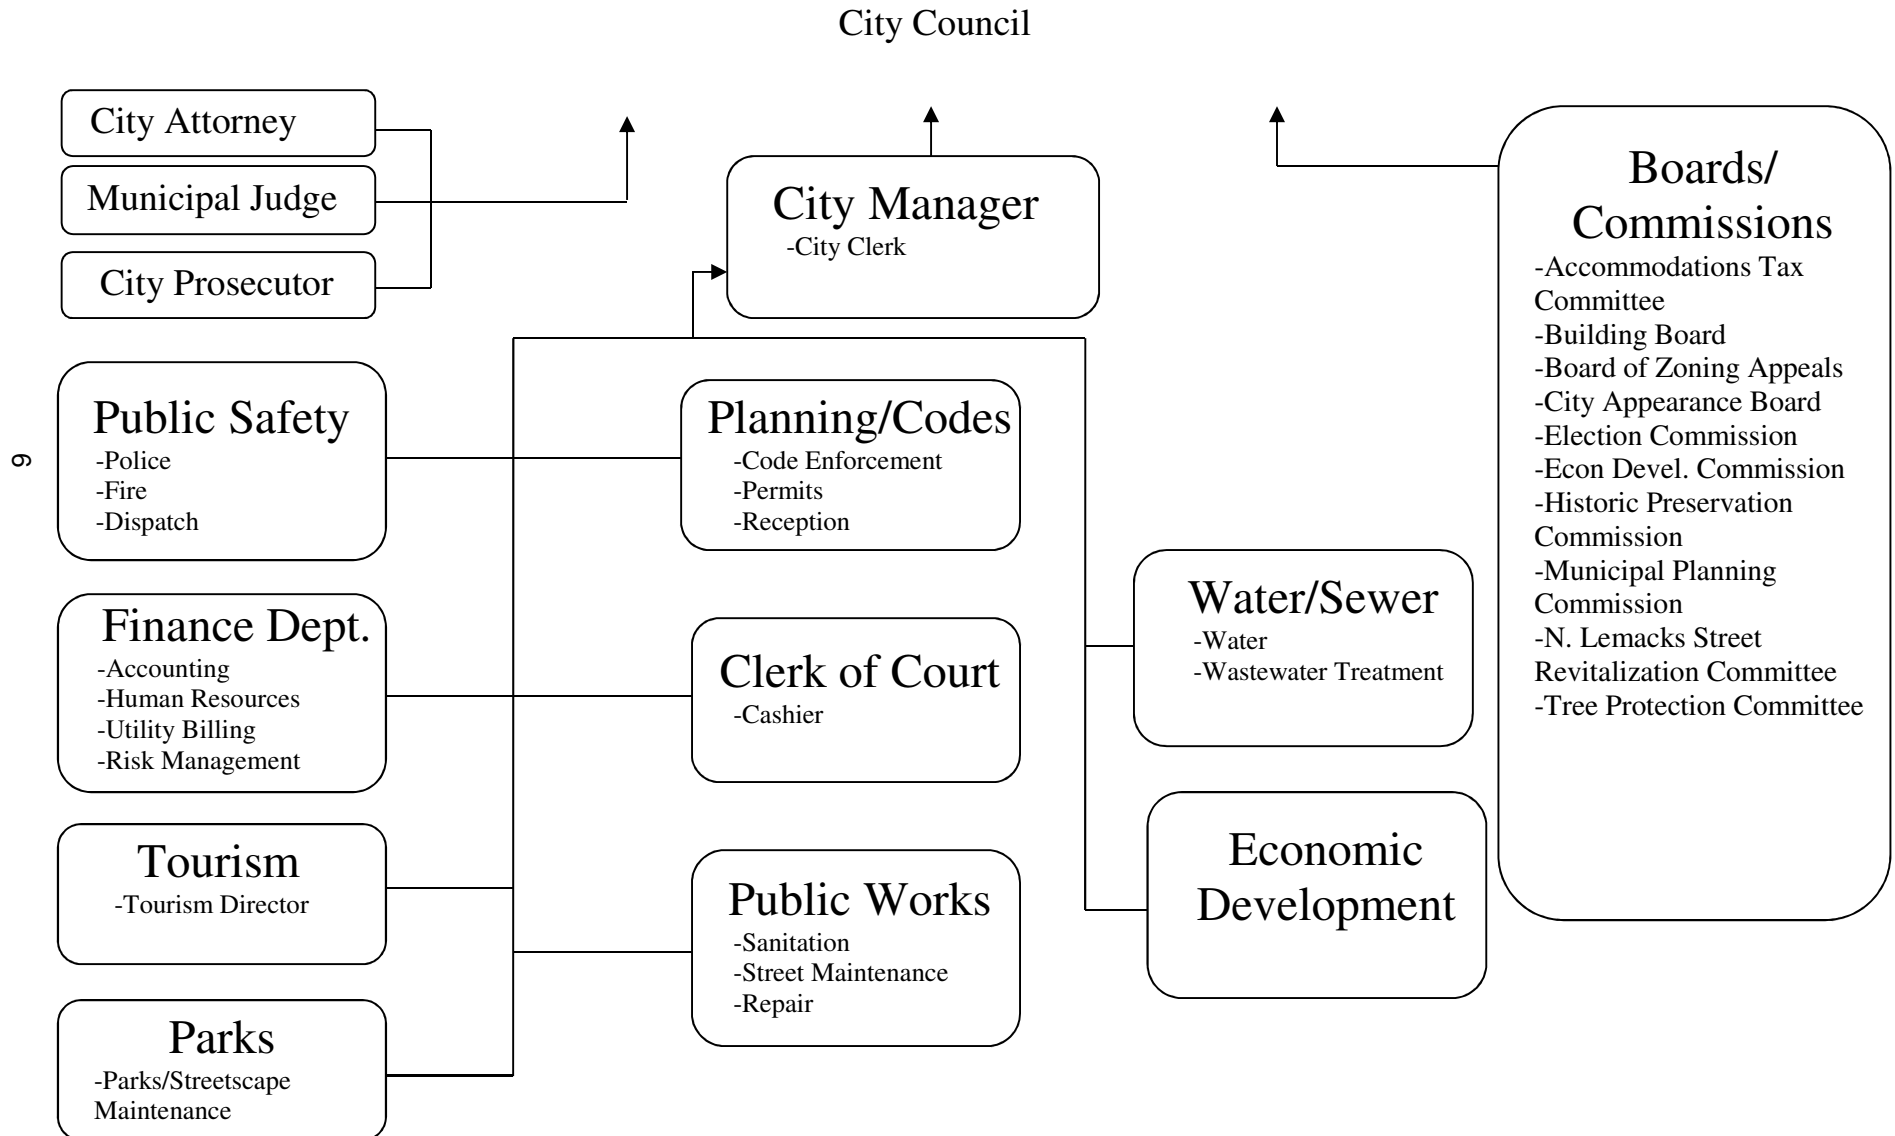 City Council
City Attorney
Municipal Judge
City Prosecutor
City Manager
-City Clerk
Boards/
Commissions
-Accommodations Tax
Committee
-Building Board
-Board of Zoning Appeals
-City Appearance Board
-Election Commission
-Econ Devel. Commission
-Historic Preservation
Commission
-Municipal Planning
Commission
-N. Lemacks Street
Revitalization Committee
-Tree Protection Committee
Public Safety
-Police
-Fire
-Dispatch
Planning/Codes
-Code Enforcement
-Permits
-Reception
9
Finance Dept.
-Accounting
-Human Resources
-Utility Billing
-Risk Management
Clerk of Court
-Cashier
Water/Sewer
-Water
-Wastewater Treatment
Tourism
-Tourism Director
Public Works
-Sanitation
-Street Maintenance
-Repair
Economic
Development
Parks
-Parks/Streetscape
Maintenance